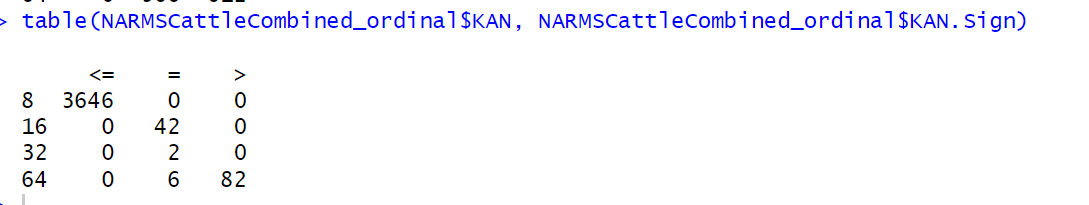 > table(NARMSCattleCombined_ordinal$KAN, NARMSCattleCombined_ordinal$KAN.Sign)
<= = >
8 3646 0 0
16 0 42 0
32 0 2 0
64 0 6 82